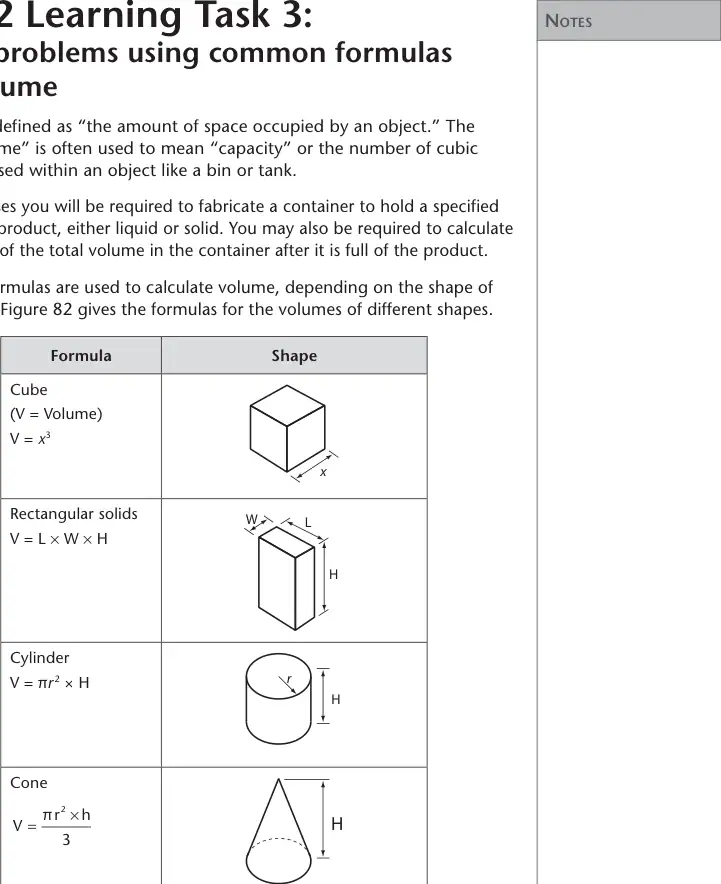 2 Learning Task 3:
problems using common formulas
ume
NOTES
defined as “the amount of space occupied by an object.” The
me” is often used to mean “capacity” or the number of cubic
sed within an object like a bin or tank.
ses you will be required to fabricate a container to hold a specified
product, either liquid or solid. You may also be required to calculate
of the total volume in the container after it is full of the product.
rmulas are used to calculate volume, depending on the shape of
Figure 82 gives the formulas for the volumes of different shapes.
Formula Shape
Cube
(V = Volume)
V = x³
x
Rectangular solids
V = L × W × H
W L
H
Cylinder
V = πr² × H
r
H
Cone
V = πr² × h / 3
H